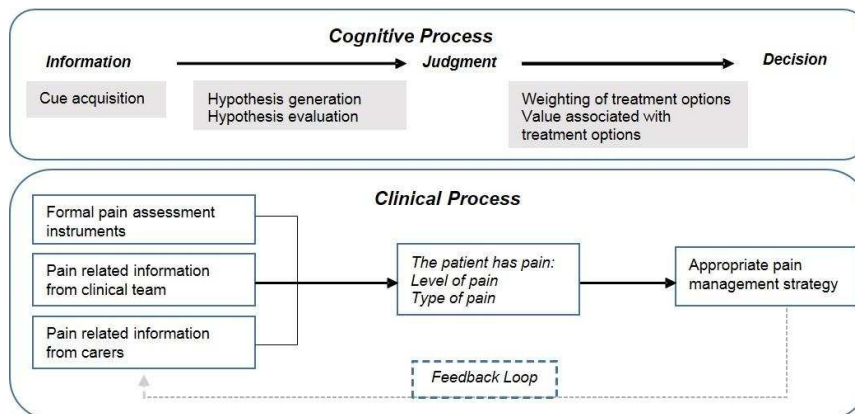 Cognitive Process
Information
Judgment
Decision
Cue acquisition
Hypothesis generation
Hypothesis evaluation
Weighting of treatment options
Value associated with
treatment options
Clinical Process
Formal pain assessment
instruments
Pain related information
from clinical team
Pain related information
from carers
The patient has pain:
Level of pain
Type of pain
Appropriate pain
management strategy
Feedback Loop